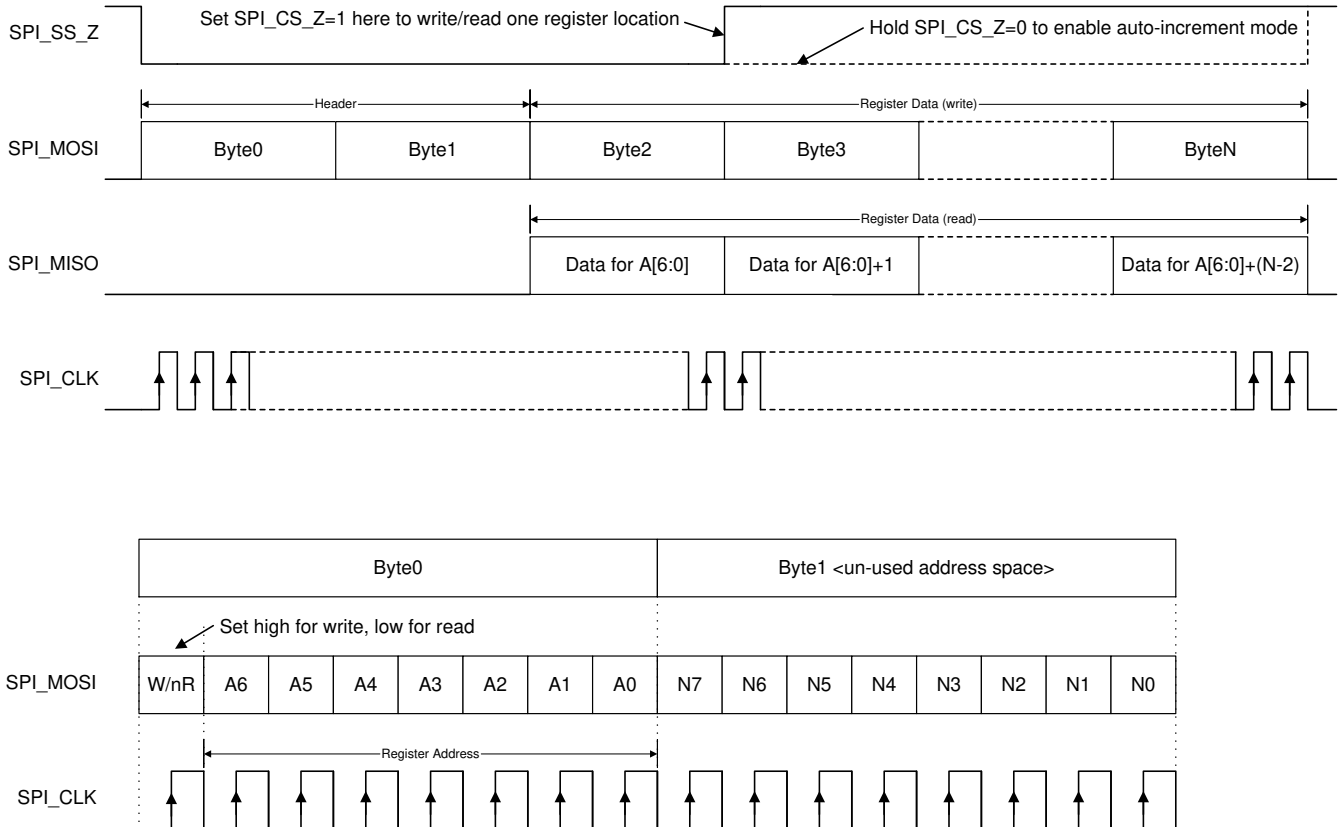 Set SPI_CS_Z=1 here to write/read one register location
SPI_SS_Z
Hold SPI_CS_Z=0 to enable auto-increment mode
Header
Register Data (write)
SPI_MOSI
Byte0
Byte1
Byte2
Byte3
ByteN
Register Data (read)
SPI_MISO
Data for A[6:0]
Data for A[6:0]+1
Data for A[6:0]+(N-2)
SPI_CLK
Byte0
Byte1 <un-used address space>
Set high for write, low for read
SPI_MOSI
W/nR
A6
A5
A4
A3
A2
A1
A0
N7
N6
N5
N4
N3
N2
N1
N0
Register Address
SPI_CLK